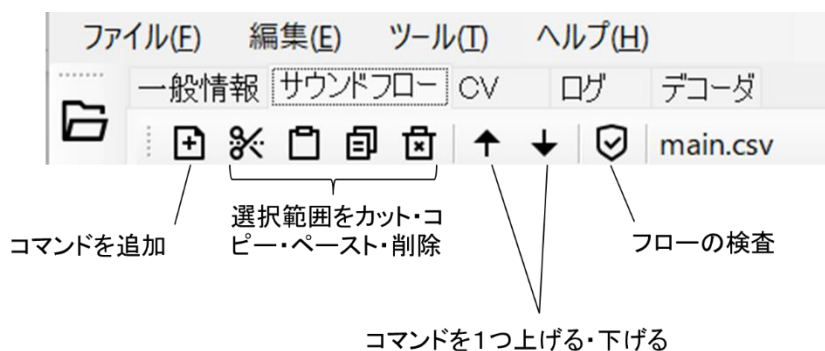 ファイル(F) 編集(E) ツール(T) ヘルプ(H)
一般情報 サウンドフロー CV ログ デコーダ
main.csv
選択範囲をカット・コ
ピー・ペースト・削除
コマンドを追加
フローの検査
コマンドを１つ上げる・下げる